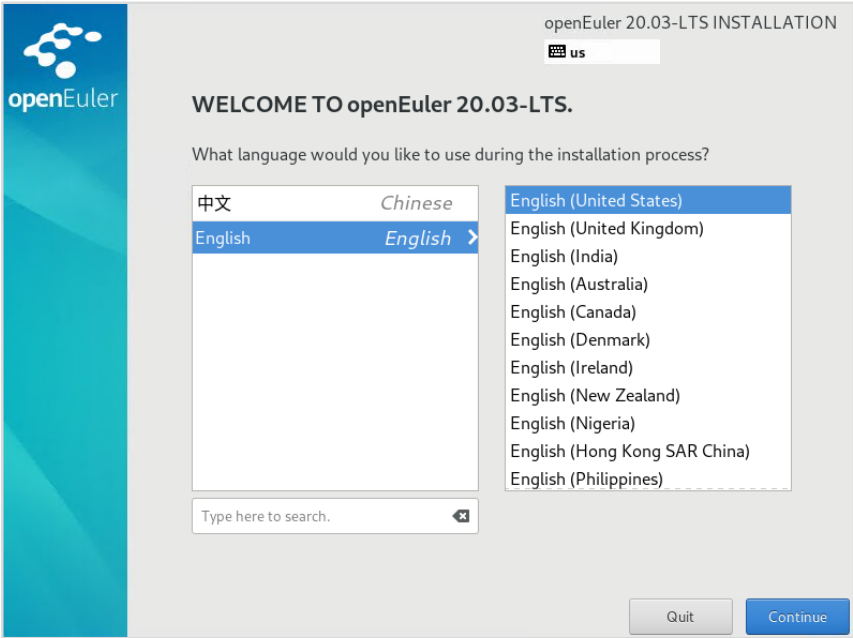 openEuler 20.03-LTS INSTALLATION
us
openEuler
WELCOME TO openEuler 20.03-LTS.
What language would you like to use during the installation process?
中文 Chinese
English English
English (United States)
English (United Kingdom)
English (India)
English (Australia)
English (Canada)
English (Denmark)
English (Ireland)
English (New Zealand)
English (Nigeria)
English (Hong Kong SAR China)
English (Philippines)
Type here to search.
Quit
Continue